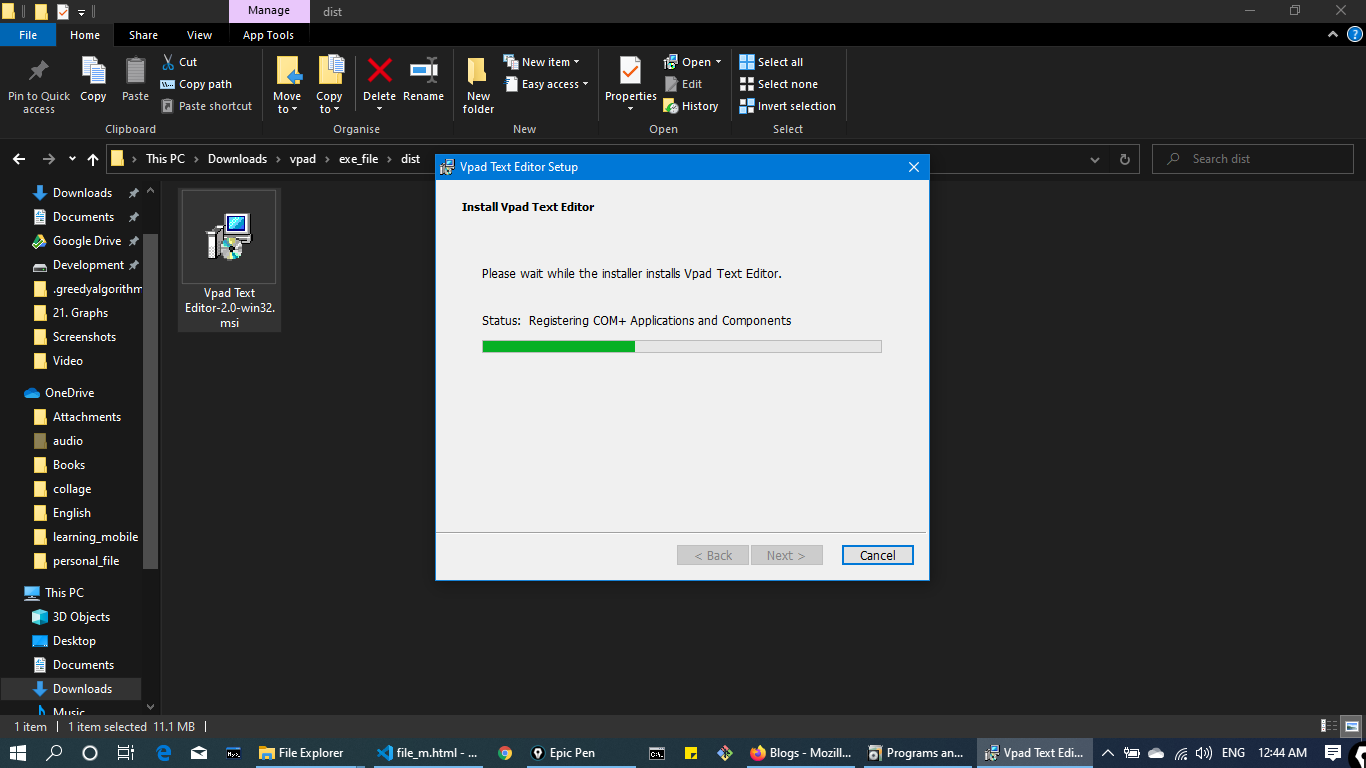 Manage
dist
File
Home
Share
View
App Tools
Pin to Quick access
Copy
Paste
Cut
Copy path
Paste shortcut
Clipboard
Move to
Copy to
Delete
Rename
Organise
New folder
New item
Easy access
New
Properties
Open
Edit
History
Open
Select all
Select none
Invert selection
Select
This PC > Downloads > vpad > exe_file > dist
Search dist
Downloads
Documents
Google Drive
Development
.greedyalgorithm
21. Graphs
Screenshots
Video
OneDrive
Attachments
audio
Books
collage
English
learning_mobile
personal_file
This PC
3D Objects
Desktop
Documents
Downloads
Music
Vpad Text
Editor-2.0-win32.
msi
Vpad Text Editor Setup
Install Vpad Text Editor
Please wait while the installer installs Vpad Text Editor.
Status: Registering COM+ Applications and Components
< Back
Next >
Cancel
1 item
1 item selected 11.1 MB
File Explorer
file_m.html - ...
Epic Pen
Blogs - Mozill...
Programs an...
Vpad Text Edi...
ENG
12:44 AM